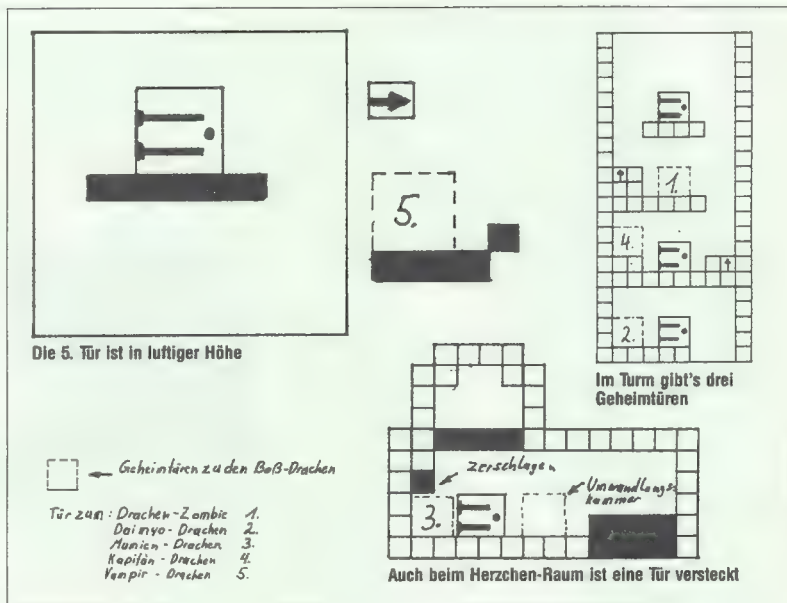 5.
Die 5. Tür ist in luftiger Höhe
1.
4.
2.
Im Turm gibt's drei
Geheimtüren
Geheimtüren zu den Boß-Drachen
Tür zum: Drachen-Zombie 1.
Daimyo-Drachen 2.
Mumien-Drachen 3.
Kapitän-Drachen 4.
Vampir-Drachen 5.
zerschlagen
Umwandlungs
kammer
3.
Auch beim Herzchen-Raum ist eine Tür versteckt